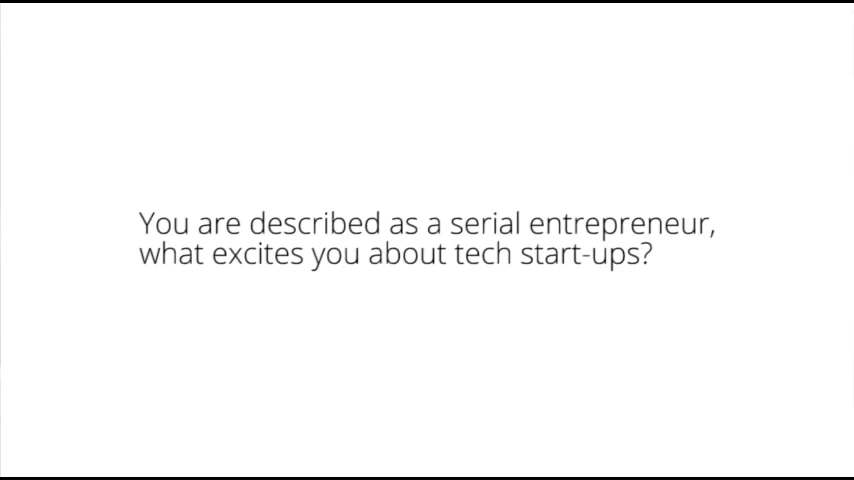 You are described as a serial entrepreneur,
what excites you about tech start-ups?